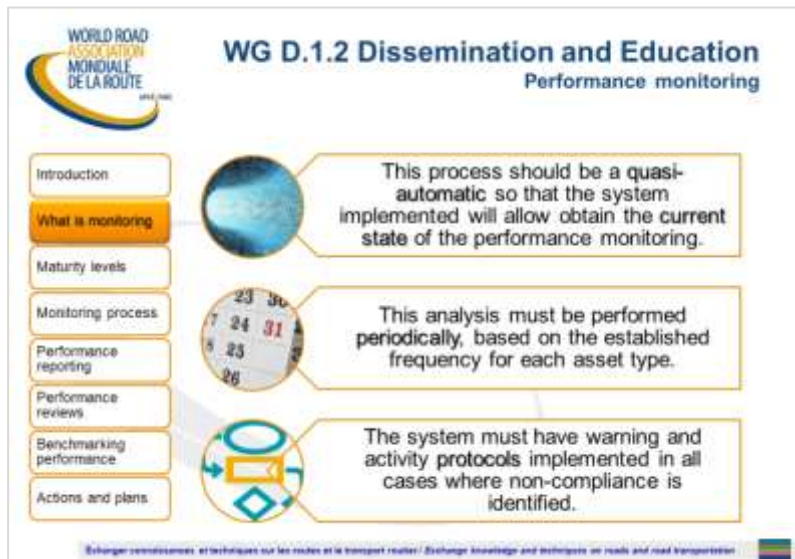 WORLD ROAD
ASSOCIATION
MONDIALE
DE LA ROUTE
WG D.1.2 Dissemination and Education
Performance monitoring
Introduction
What is monitoring
Maturity levels
Monitoring process
Performance
reporting
Performance
reviews
Benchmarking
performance
Actions and plans
This process should be a quasi-
automatic so that the system
implemented will allow obtain the current
state of the performance monitoring.
23 30
7 24 31
8 25
26
This analysis must be performed
periodically, based on the established
frequency for each asset type.
The system must have warning and
activity protocols implemented in all
cases where non-compliance is
identified.
Echanger connaissances et techniques sur les routes et le transport routier / Exchange knowledge and techniques on roads and road transportation